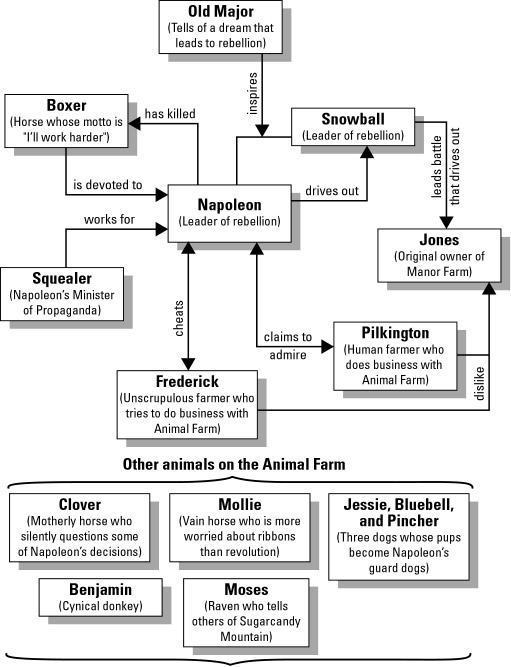 Old Major
(Tells of a dream that
leads to rebellion)
inspires
Boxer
(Horse whose motto is
"I'll work harder")
has killed
Snowball
(Leader of rebellion)
leads battle
that drives out
is devoted to
Napoleon
(Leader of rebellion)
drives out
works for
Jones
(Original owner of
Manor Farm)
Squealer
(Napoleon's Minister
of Propaganda)
cheats
claims to
admire
Pilkington
(Human farmer who
does business with
Animal Farm)
dislike
Frederick
(Unscrupulous farmer who
tries to do business with
Animal Farm)
Other animals on the Animal Farm
Clover
(Motherly horse who
silently questions some
of Napoleon's decisions)
Mollie
(Vain horse who is more
worried about ribbons
than revolution)
Jessie, Bluebell,
and Pincher
(Three dogs whose pups
become Napoleon's
guard dogs)
Benjamin
(Cynical donkey)
Moses
(Raven who tells
others of Sugarcandy
Mountain)